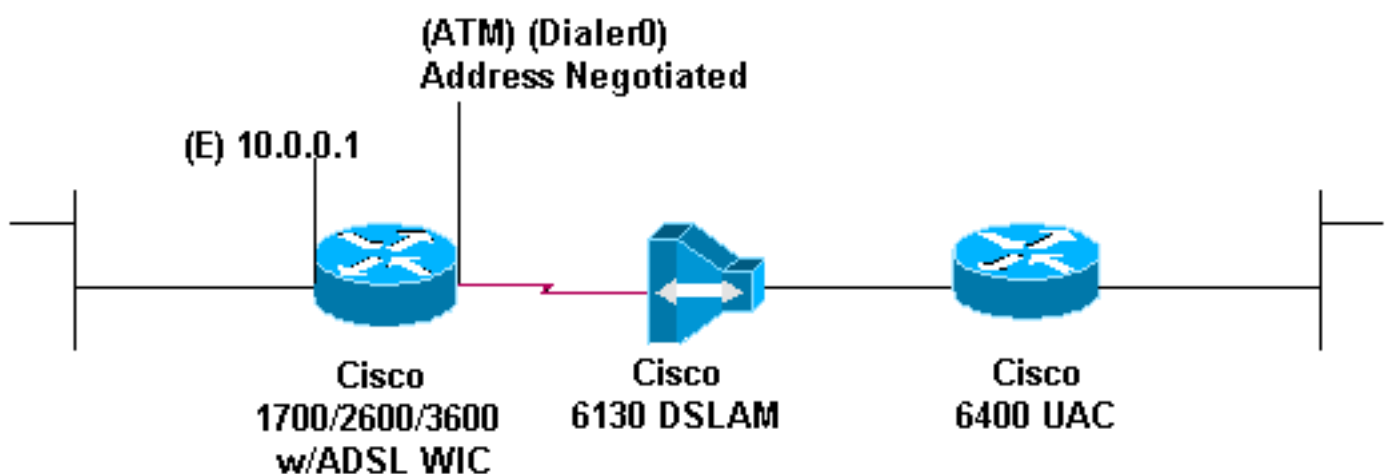 (ATM) (Dialer0)
Address Negotiated
(E) 10.0.0.1
Cisco
1700/2600/3600
w/ADSL WIC
Cisco
6130 DSLAM
Cisco
6400 UAC